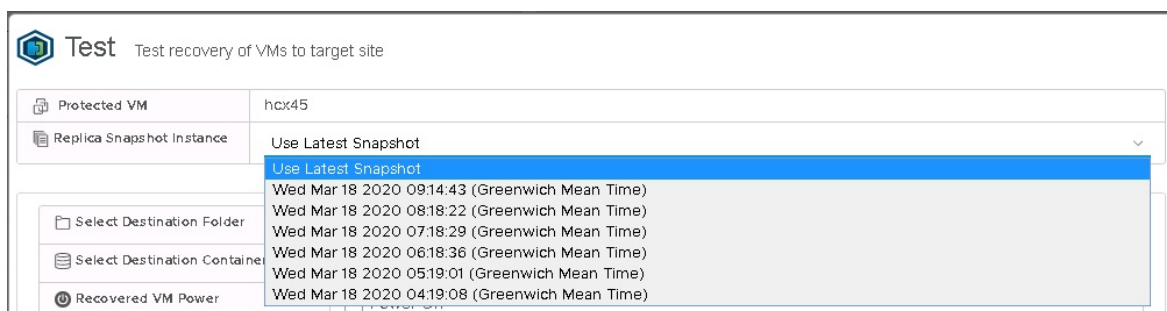 Test Test recovery of VMs to target site
Protected VM hcx45
Replica Snapshot Instance Use Latest Snapshot
Use Latest Snapshot
Wed Mar 18 2020 09:14:43 (Greenwich Mean Time)
Wed Mar 18 2020 08:18:22 (Greenwich Mean Time)
Select Destination Folder Wed Mar 18 2020 07:18:29 (Greenwich Mean Time)
Wed Mar 18 2020 06:18:36 (Greenwich Mean Time)
Select Destination Container Wed Mar 18 2020 05:19:01 (Greenwich Mean Time)
Recovered VM Power Wed Mar 18 2020 04:19:08 (Greenwich Mean Time)